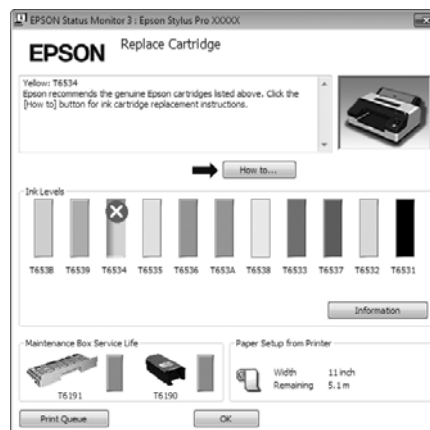 EPSON Status Monitor 3 : Epson Stylus Pro XXXXX
EPSON
Replace Cartridge
Yellow: T6534
Epson recommends the genuine Epson cartridges listed above. Click the
[How to] button for ink cartridge replacement instructions.
How to...
Ink Levels
T653B T6539 T6534 T6535 T6536 T653A T6538 T6533 T6537 T6532 T6531
Information
Maintenance Box Service Life
T6191 T6190
Paper Setup from Printer
Width 11 inch
Remaining 5.1 m
Print Queue
OK